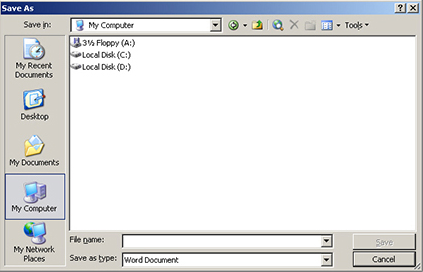 Save As
Save in: My Computer Tools
3½ Floppy (A:)
Local Disk (C:)
Local Disk (D:)
My Recent
Documents
Desktop
My Documents
My Computer
My Network
Places
File name: Save
Save as type: Word Document Cancel